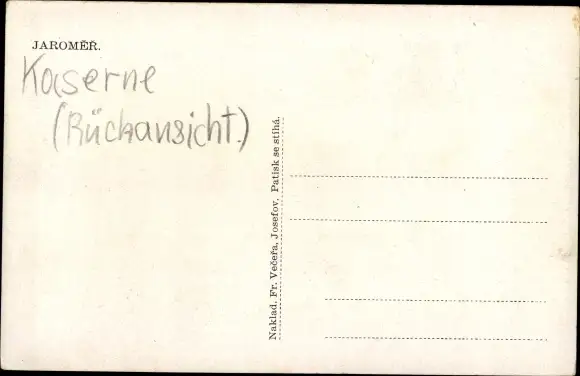 JAROMĚŘ.
Kaserne
(Rückansicht.)
Naklad. Fr. Večeřa, Josefov. Patisk se stíhá.